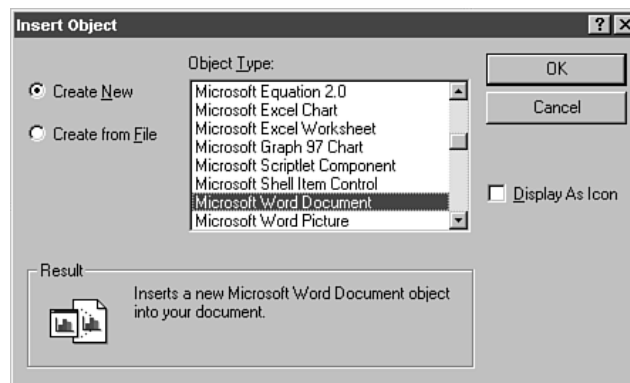 Insert Object
Object Type:
Create New
Create from File
Microsoft Equation 2.0
Microsoft Excel Chart
Microsoft Excel Worksheet
Microsoft Graph 97 Chart
Microsoft Scriptlet Component
Microsoft Shell Item Control
Microsoft Word Document
Microsoft Word Picture
OK
Cancel
Display As Icon
Result
Inserts a new Microsoft Word Document object
into your document.